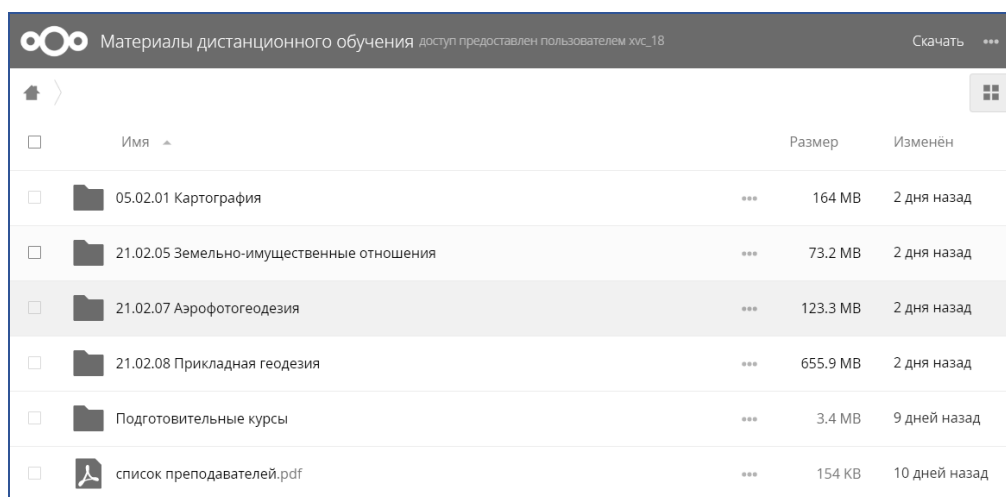 Материалы дистанционного обучения доступ предоставлен пользователем xvc_18 Скачать
Имя Размер Изменён
05.02.01 Картография 164 MB 2 дня назад
21.02.05 Земельно-имущественные отношения 73.2 MB 2 дня назад
21.02.07 Аэрофотогеодезия 123.3 MB 2 дня назад
21.02.08 Прикладная геодезия 655.9 MB 2 дня назад
Подготовительные курсы 3.4 MB 9 дней назад
список преподавателей.pdf 154 KB 10 дней назад